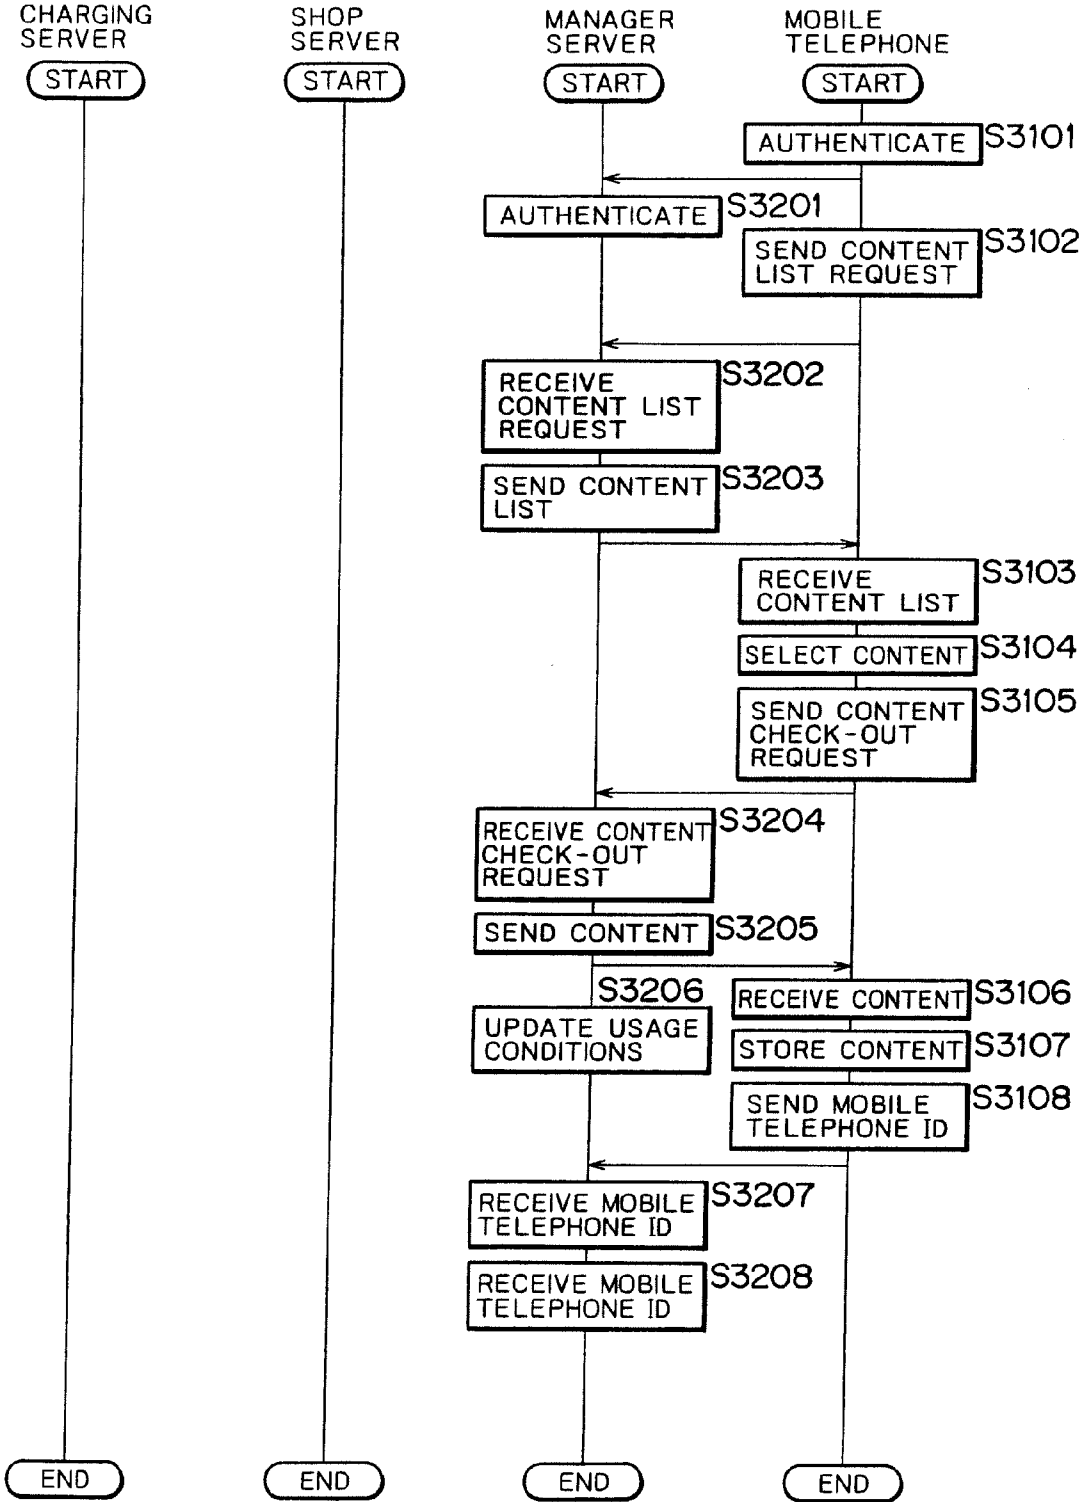 CHARGING
SERVER
SHOP
SERVER
MANAGER
SERVER
MOBILE
TELEPHONE
START
START
START
START
AUTHENTICATE
S3101
AUTHENTICATE
S3201
SEND CONTENT
LIST REQUEST
S3102
RECEIVE
CONTENT LIST
REQUEST
S3202
SEND CONTENT
LIST
S3203
RECEIVE
CONTENT LIST
S3103
SELECT CONTENT
S3104
SEND CONTENT
CHECK-OUT
REQUEST
S3105
RECEIVE CONTENT
CHECK-OUT
REQUEST
S3204
SEND CONTENT
S3205
S3206
UPDATE USAGE
CONDITIONS
RECEIVE CONTENT
S3106
STORE CONTENT
S3107
SEND MOBILE
TELEPHONE ID
S3108
RECEIVE MOBILE
TELEPHONE ID
S3207
RECEIVE MOBILE
TELEPHONE ID
S3208
END
END
END
END